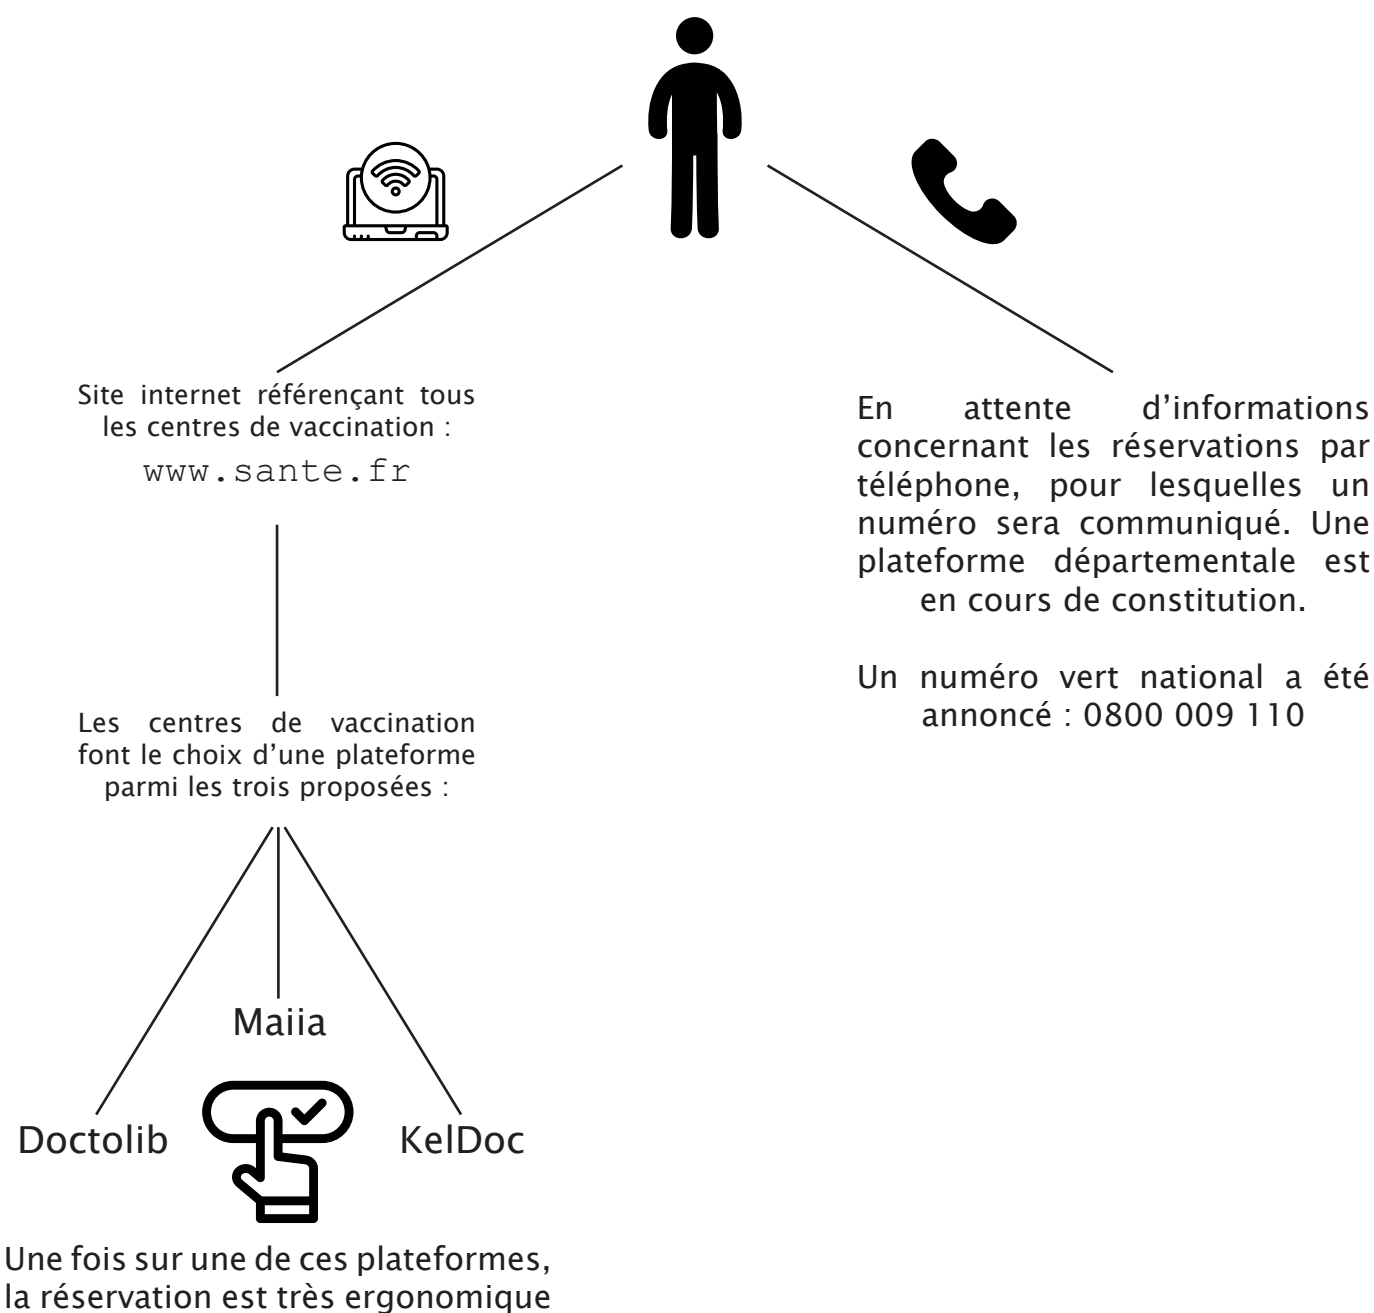 Site internet référençant tous
les centres de vaccination :
www.sante.fr
Les centres de vaccination
font le choix d’une plateforme
parmi les trois proposées :
Maiia
Doctolib
KelDoc
Une fois sur une de ces plateformes,
la réservation est très ergonomique
En attente d’informations
concernant les réservations par
téléphone, pour lesquelles un
numéro sera communiqué. Une
plateforme départementale est
en cours de constitution.
Un numéro vert national a été
annoncé : 0800 009 110